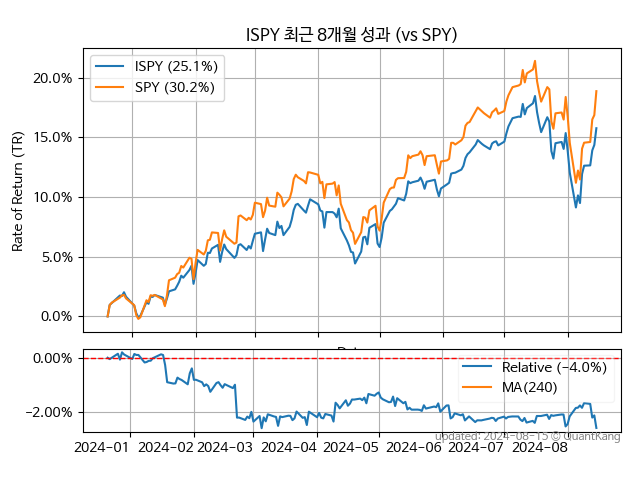 ISPY 최근 8개월 성과 (vs SPY)
ISPY (25.1%)
SPY (30.2%)
Rate of Return (TR)
20.0%
15.0%
10.0%
5.0%
0.0%
0.00%
−2.00%
Relative (−4.0%)
MA(240)
2024−01 2024−02 2024−03 2024−04 2024−05 2024−06 2024−07 2024−08
updated: 2024−08−15 © QuantKang